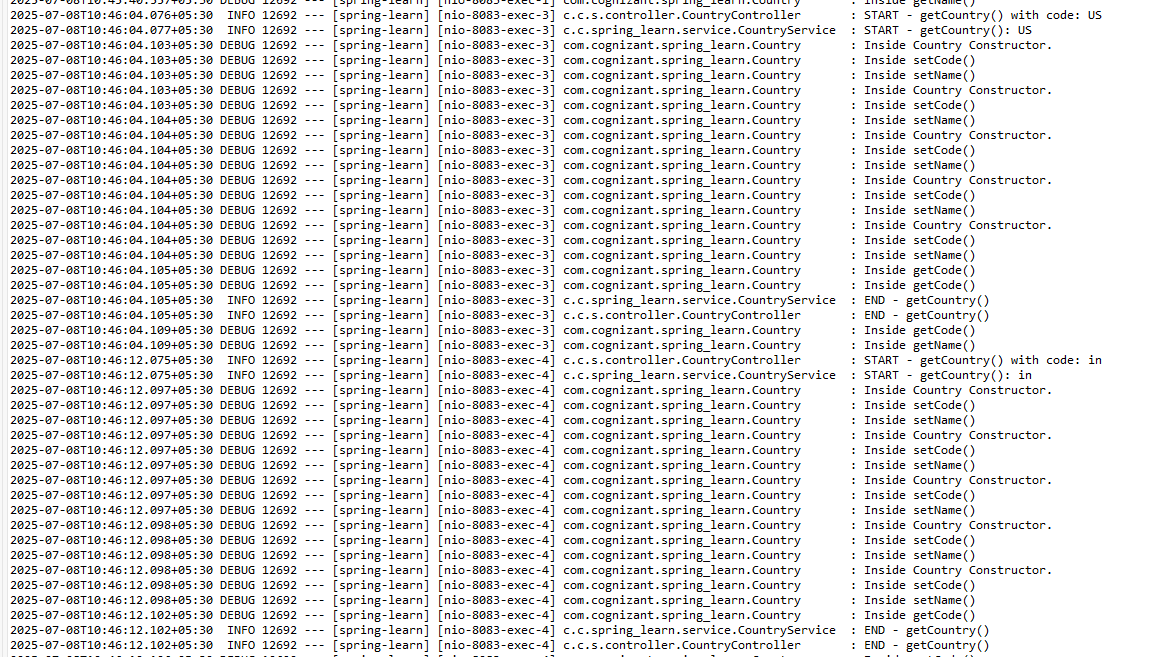 2025-07-08T10:45:40.557+05:30 DEBUG 12692 --- [spring-learn] [nio-8083-exec-1] com.cognizant.spring_learn.Country : Inside getName()
2025-07-08T10:46:04.076+05:30 INFO 12692 --- [spring-learn] [nio-8083-exec-3] c.c.s.controller.CountryController : START - getCountry() with code: US
2025-07-08T10:46:04.077+05:30 INFO 12692 --- [spring-learn] [nio-8083-exec-3] c.c.spring_learn.service.CountryService : START - getCountry(): US
2025-07-08T10:46:04.103+05:30 DEBUG 12692 --- [spring-learn] [nio-8083-exec-3] com.cognizant.spring_learn.Country : Inside Country Constructor.
2025-07-08T10:46:04.103+05:30 DEBUG 12692 --- [spring-learn] [nio-8083-exec-3] com.cognizant.spring_learn.Country : Inside setCode()
2025-07-08T10:46:04.103+05:30 DEBUG 12692 --- [spring-learn] [nio-8083-exec-3] com.cognizant.spring_learn.Country : Inside setName()
2025-07-08T10:46:04.103+05:30 DEBUG 12692 --- [spring-learn] [nio-8083-exec-3] com.cognizant.spring_learn.Country : Inside Country Constructor.
2025-07-08T10:46:04.103+05:30 DEBUG 12692 --- [spring-learn] [nio-8083-exec-3] com.cognizant.spring_learn.Country : Inside setCode()
2025-07-08T10:46:04.104+05:30 DEBUG 12692 --- [spring-learn] [nio-8083-exec-3] com.cognizant.spring_learn.Country : Inside setName()
2025-07-08T10:46:04.104+05:30 DEBUG 12692 --- [spring-learn] [nio-8083-exec-3] com.cognizant.spring_learn.Country : Inside Country Constructor.
2025-07-08T10:46:04.104+05:30 DEBUG 12692 --- [spring-learn] [nio-8083-exec-3] com.cognizant.spring_learn.Country : Inside setCode()
2025-07-08T10:46:04.104+05:30 DEBUG 12692 --- [spring-learn] [nio-8083-exec-3] com.cognizant.spring_learn.Country : Inside setName()
2025-07-08T10:46:04.104+05:30 DEBUG 12692 --- [spring-learn] [nio-8083-exec-3] com.cognizant.spring_learn.Country : Inside Country Constructor.
2025-07-08T10:46:04.104+05:30 DEBUG 12692 --- [spring-learn] [nio-8083-exec-3] com.cognizant.spring_learn.Country : Inside setCode()
2025-07-08T10:46:04.104+05:30 DEBUG 12692 --- [spring-learn] [nio-8083-exec-3] com.cognizant.spring_learn.Country : Inside setName()
2025-07-08T10:46:04.104+05:30 DEBUG 12692 --- [spring-learn] [nio-8083-exec-3] com.cognizant.spring_learn.Country : Inside Country Constructor.
2025-07-08T10:46:04.104+05:30 DEBUG 12692 --- [spring-learn] [nio-8083-exec-3] com.cognizant.spring_learn.Country : Inside setCode()
2025-07-08T10:46:04.104+05:30 DEBUG 12692 --- [spring-learn] [nio-8083-exec-3] com.cognizant.spring_learn.Country : Inside setName()
2025-07-08T10:46:04.105+05:30 DEBUG 12692 --- [spring-learn] [nio-8083-exec-3] com.cognizant.spring_learn.Country : Inside getCode()
2025-07-08T10:46:04.105+05:30 DEBUG 12692 --- [spring-learn] [nio-8083-exec-3] com.cognizant.spring_learn.Country : Inside getCode()
2025-07-08T10:46:04.105+05:30 INFO 12692 --- [spring-learn] [nio-8083-exec-3] c.c.spring_learn.service.CountryService : END - getCountry()
2025-07-08T10:46:04.105+05:30 INFO 12692 --- [spring-learn] [nio-8083-exec-3] c.c.s.controller.CountryController : END - getCountry()
2025-07-08T10:46:04.109+05:30 DEBUG 12692 --- [spring-learn] [nio-8083-exec-3] com.cognizant.spring_learn.Country : Inside getCode()
2025-07-08T10:46:04.109+05:30 DEBUG 12692 --- [spring-learn] [nio-8083-exec-3] com.cognizant.spring_learn.Country : Inside getName()
2025-07-08T10:46:12.075+05:30 INFO 12692 --- [spring-learn] [nio-8083-exec-4] c.c.s.controller.CountryController : START - getCountry() with code: in
2025-07-08T10:46:12.075+05:30 INFO 12692 --- [spring-learn] [nio-8083-exec-4] c.c.spring_learn.service.CountryService : START - getCountry(): in
2025-07-08T10:46:12.097+05:30 DEBUG 12692 --- [spring-learn] [nio-8083-exec-4] com.cognizant.spring_learn.Country : Inside Country Constructor.
2025-07-08T10:46:12.097+05:30 DEBUG 12692 --- [spring-learn] [nio-8083-exec-4] com.cognizant.spring_learn.Country : Inside setCode()
2025-07-08T10:46:12.097+05:30 DEBUG 12692 --- [spring-learn] [nio-8083-exec-4] com.cognizant.spring_learn.Country : Inside setName()
2025-07-08T10:46:12.097+05:30 DEBUG 12692 --- [spring-learn] [nio-8083-exec-4] com.cognizant.spring_learn.Country : Inside Country Constructor.
2025-07-08T10:46:12.097+05:30 DEBUG 12692 --- [spring-learn] [nio-8083-exec-4] com.cognizant.spring_learn.Country : Inside setCode()
2025-07-08T10:46:12.097+05:30 DEBUG 12692 --- [spring-learn] [nio-8083-exec-4] com.cognizant.spring_learn.Country : Inside setName()
2025-07-08T10:46:12.097+05:30 DEBUG 12692 --- [spring-learn] [nio-8083-exec-4] com.cognizant.spring_learn.Country : Inside Country Constructor.
2025-07-08T10:46:12.097+05:30 DEBUG 12692 --- [spring-learn] [nio-8083-exec-4] com.cognizant.spring_learn.Country : Inside setCode()
2025-07-08T10:46:12.097+05:30 DEBUG 12692 --- [spring-learn] [nio-8083-exec-4] com.cognizant.spring_learn.Country : Inside setName()
2025-07-08T10:46:12.098+05:30 DEBUG 12692 --- [spring-learn] [nio-8083-exec-4] com.cognizant.spring_learn.Country : Inside Country Constructor.
2025-07-08T10:46:12.098+05:30 DEBUG 12692 --- [spring-learn] [nio-8083-exec-4] com.cognizant.spring_learn.Country : Inside setCode()
2025-07-08T10:46:12.098+05:30 DEBUG 12692 --- [spring-learn] [nio-8083-exec-4] com.cognizant.spring_learn.Country : Inside setName()
2025-07-08T10:46:12.098+05:30 DEBUG 12692 --- [spring-learn] [nio-8083-exec-4] com.cognizant.spring_learn.Country : Inside Country Constructor.
2025-07-08T10:46:12.098+05:30 DEBUG 12692 --- [spring-learn] [nio-8083-exec-4] com.cognizant.spring_learn.Country : Inside setCode()
2025-07-08T10:46:12.098+05:30 DEBUG 12692 --- [spring-learn] [nio-8083-exec-4] com.cognizant.spring_learn.Country : Inside setName()
2025-07-08T10:46:12.102+05:30 DEBUG 12692 --- [spring-learn] [nio-8083-exec-4] com.cognizant.spring_learn.Country : Inside getCode()
2025-07-08T10:46:12.102+05:30 INFO 12692 --- [spring-learn] [nio-8083-exec-4] c.c.spring_learn.service.CountryService : END - getCountry()
2025-07-08T10:46:12.102+05:30 INFO 12692 --- [spring-learn] [nio-8083-exec-4] c.c.s.controller.CountryController : END - getCountry()